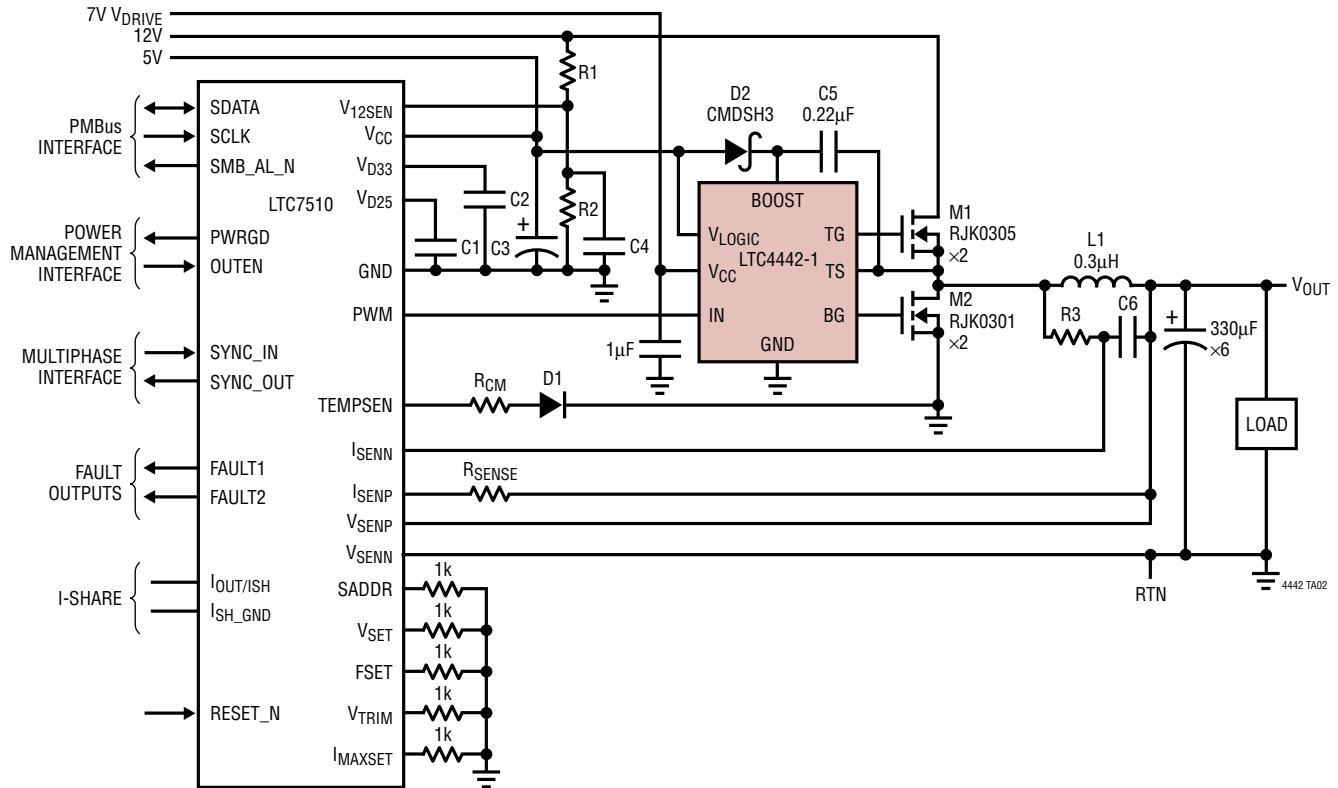 7V VDRIVE
12V
5V
R1
D2
CMDSH3
C5
0.22µF
PMBus
INTERFACE
SDATA
SCLK
SMB_AL_N
V12SEN
VCC
VD33
VD25
LTC7510
C2
R2
C1
C3
+
C4
POWER
MANAGEMENT
INTERFACE
PWRGD
OUTEN
GND
PWM
BOOST
VLOGIC
TG
LTC4442-1
VCC
TS
IN
BG
GND
M1
RJK0305
×2
M2
RJK0301
×2
L1
0.3µH
R3
C6
VOUT
+
330µF
×6
LOAD
1µF
MULTIPHASE
INTERFACE
SYNC_IN
SYNC_OUT
TEMPSEN
RCM
D1
ISENN
FAULT
OUTPUTS
FAULT1
FAULT2
ISENP
RSENSE
VSENP
VSENN
RTN
4442 TA02
I-SHARE
IOUT/ISH
ISH_GND
SADDR
1k
VSET
1k
FSET
1k
RESET_N
VTRIM
1k
IMAXSET
1k